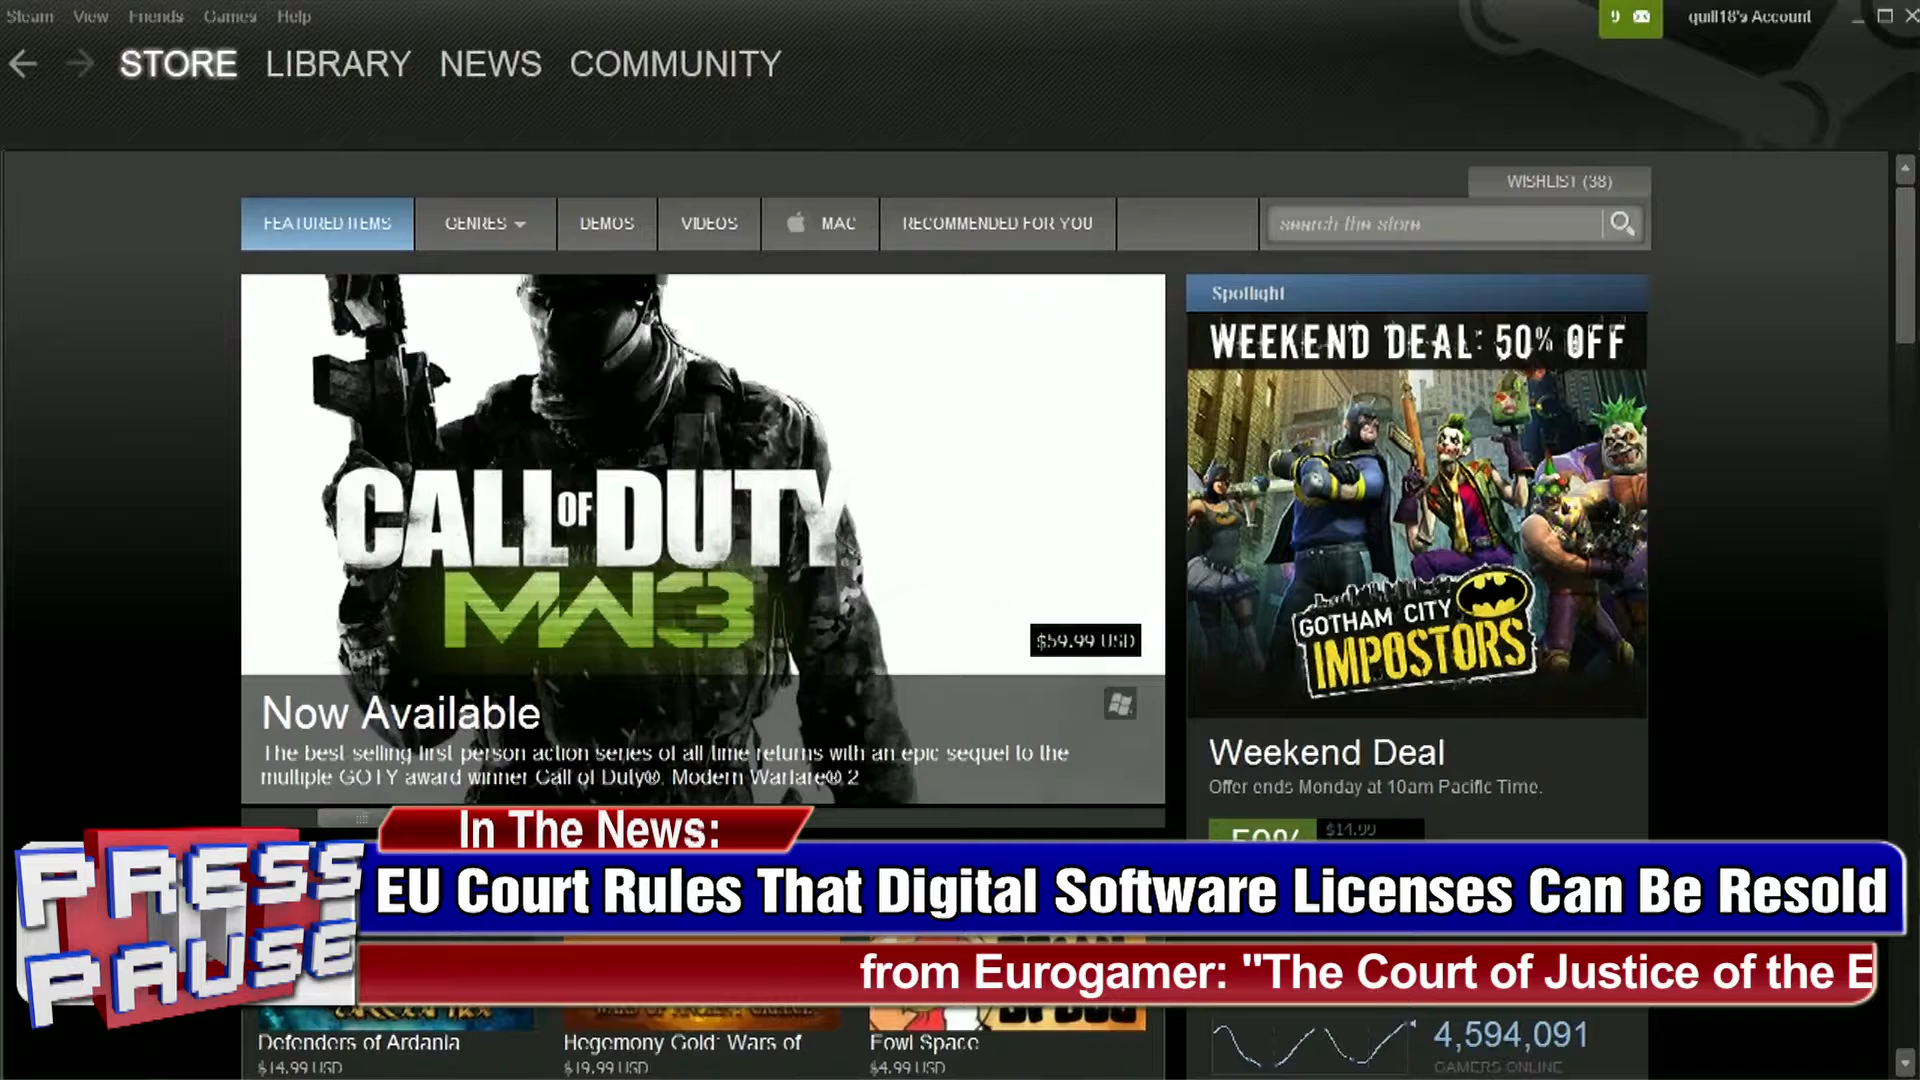 Steam View Friends Games Help
9
quill18's Account
STORE LIBRARY NEWS COMMUNITY
WISHLIST (38)
FEATURED ITEMS GENRES DEMOS VIDEOS MAC RECOMMENDED FOR YOU
search the store
Spotlight
WEEKEND DEAL: 50% OFF
CALL OF DUTY
MW3
$59.99 USD
GOTHAM CITY
IMPOSTORS
Now Available
The best selling first person action series of all time returns with an epic sequel to the
multiple GOTY award winner Call of Duty®, Modern Warfare® 2
Weekend Deal
Offer ends Monday at 10am Pacific Time.
50% $14.99
In The News:
PRESS
PAUSE
EU Court Rules That Digital Software Licenses Can Be Resold
from Eurogamer: "The Court of Justice of the E
Defenders of Ardania
$14.99 USD
Hegemony Gold: Wars of
$19.99 USD
Fowl Space
$4.99 USD
4,594,091
GAMERS ONLINE